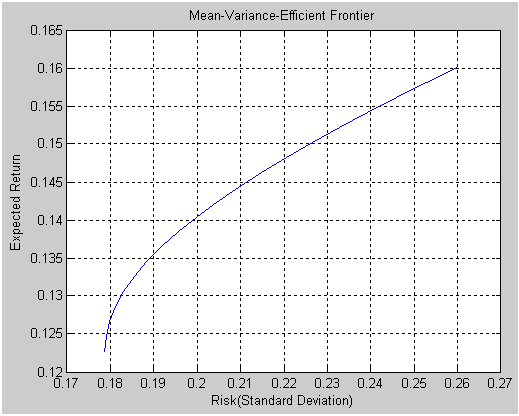 Mean-Variance-Efficient Frontier
0.165
0.16
0.155
0.15
0.145
0.14
0.135
0.13
0.125
0.12
Expected Return
0.17 0.18 0.19 0.2 0.21 0.22 0.23 0.24 0.25 0.26 0.27
Risk(Standard Deviation)